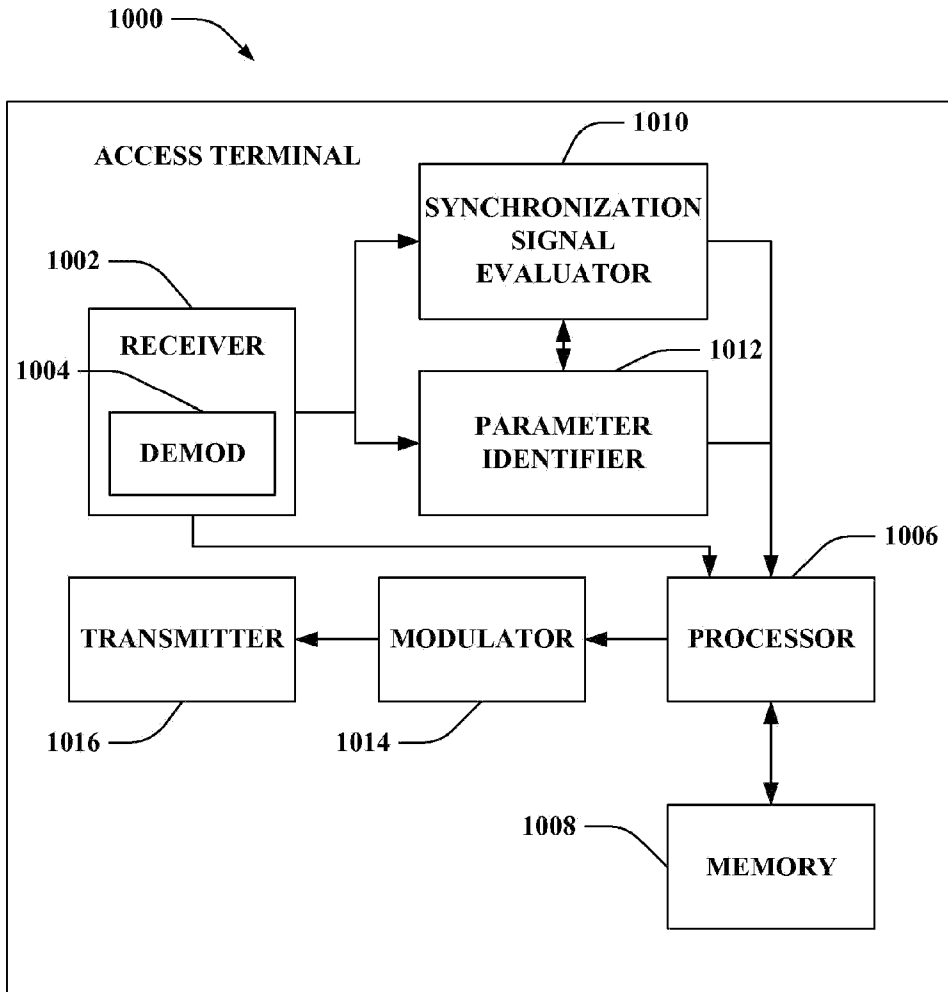 1000
ACCESS TERMINAL
1010
SYNCHRONIZATION
SIGNAL
EVALUATOR
1002
RECEIVER
1004
DEMOD
1012
PARAMETER
IDENTIFIER
1006
TRANSMITTER
MODULATOR
PROCESSOR
1016
1014
1008
MEMORY